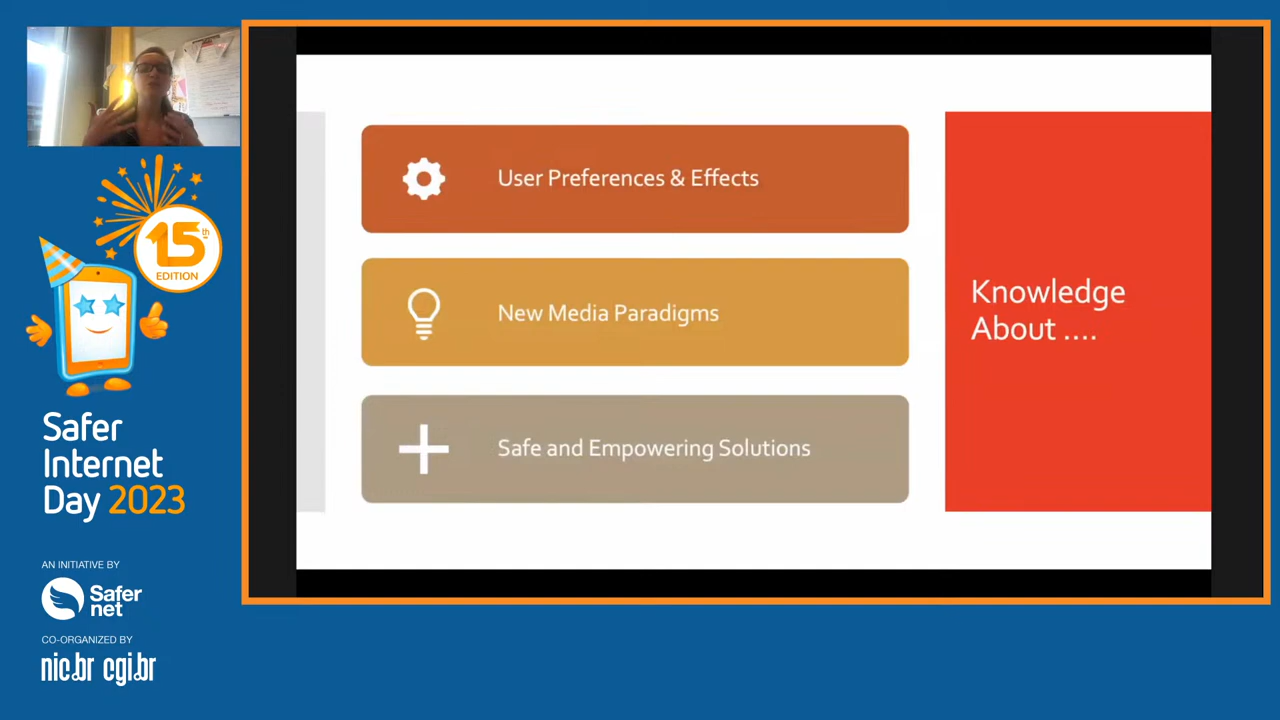 User Preferences & Effects
New Media Paradigms
Safe and Empowering Solutions
Knowledge
About ....
15th
EDITION
Safer
Internet
Day 2023
AN INITIATIVE BY
Safer
net
CO-ORGANIZED BY
nic.br cgi.br